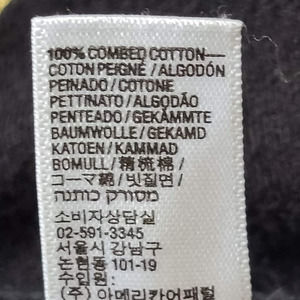 100% COMBED COTTON
COTON PEIGNÉ / ALGODÓN
PEINADO / COTONE
PETTINATO / ALGODÃO
PENTEADO / GEKÄMMTE
BAUMWOLLE / GEKAMD
KATOEN / KAMMAD
BOMULL / 精梳棉 /
コーマ綿 / 빗질면 /
מסורק כותנה
소비자상담실
02-591-3345
서울시 강남구
논현동 101-19
수입원:
(주) 아메리카어패럴